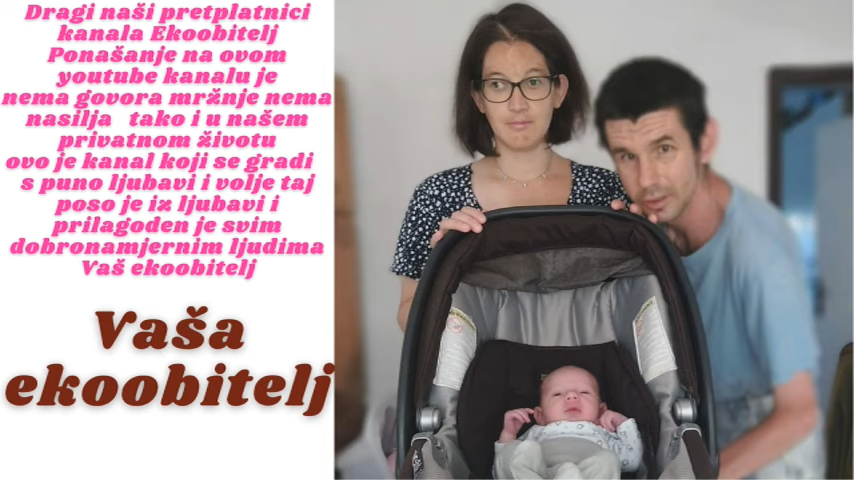 Dragi naši pretplatnici
kanala Ekoobitelj
Ponašanje na ovom
youtube kanalu je
nema govora mržnje nema
nasilja tako i u našem
privatnom životu
ovo je kanal koji se gradi
s puno ljubavi i volje taj
poso je iz ljubavi i
prilagođen je svim
dobronamjernim ljudima
Vaš ekoobitelj
Vaša
ekoobitelj